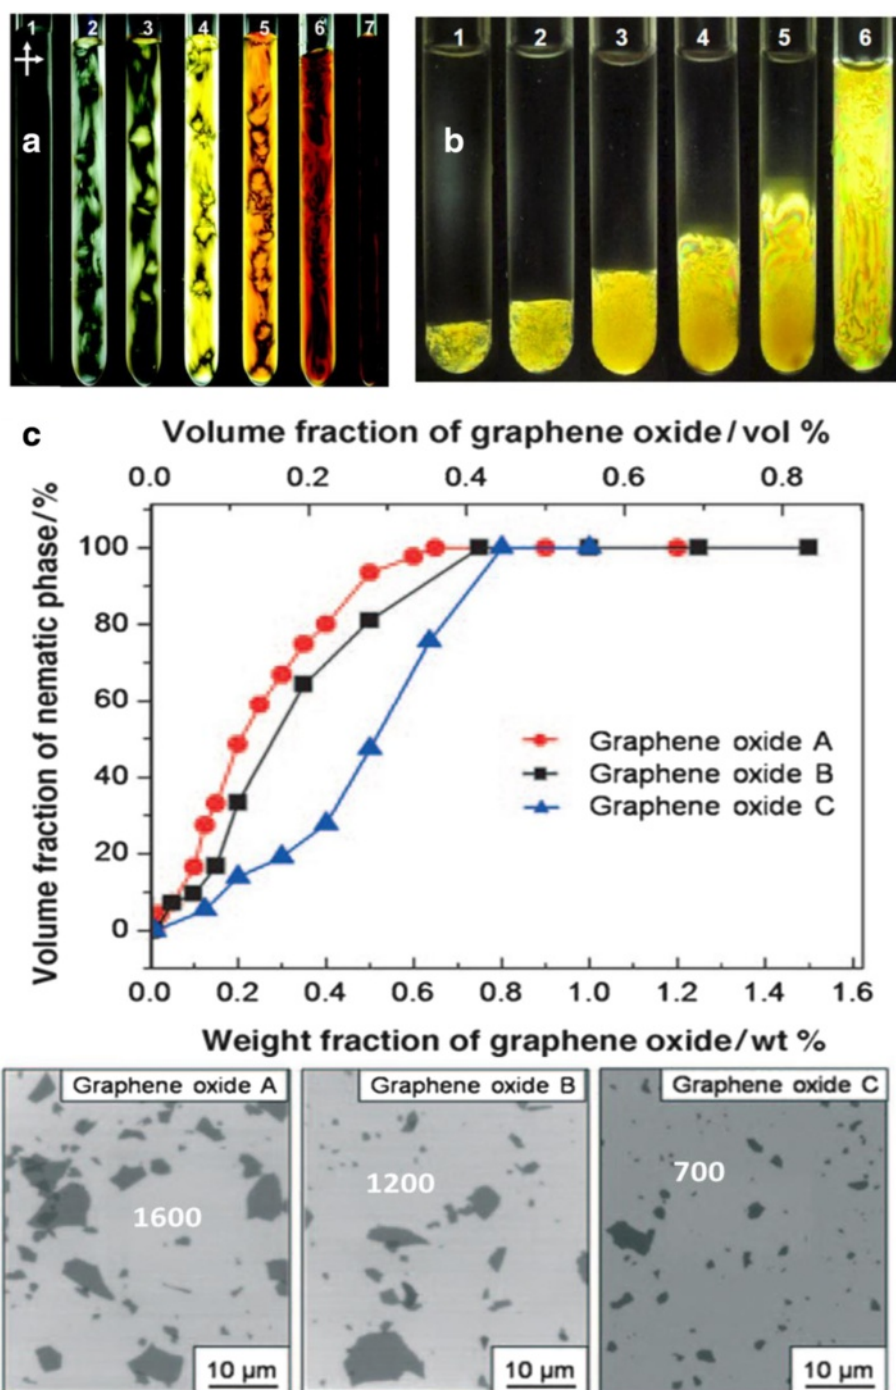 1 2 3 4 5 6 7
a
1 2 3 4 5 6
b
c
Volume fraction of graphene oxide/vol %
0.0 0.2 0.4 0.6 0.8
Volume fraction of nematic phase/%
100
80
60
40
20
0
Graphene oxide A
Graphene oxide B
Graphene oxide C
0.0 0.2 0.4 0.6 0.8 1.0 1.2 1.4 1.6
Weight fraction of graphene oxide/wt %
Graphene oxide A
1600
10 µm
Graphene oxide B
1200
10 µm
Graphene oxide C
700
10 µm